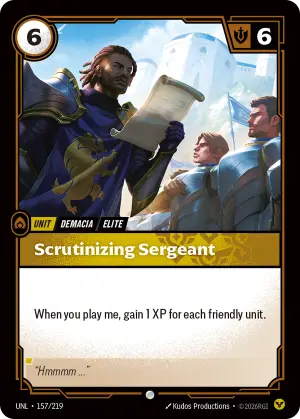 6
6
UNIT DEMACIA ELITE
Scrutinizing Sergeant
When you play me, gain 1 XP for each friendly unit.
"Hmmmm ..."
UNL • 157/219
Kudos Productions • ©2026RGI